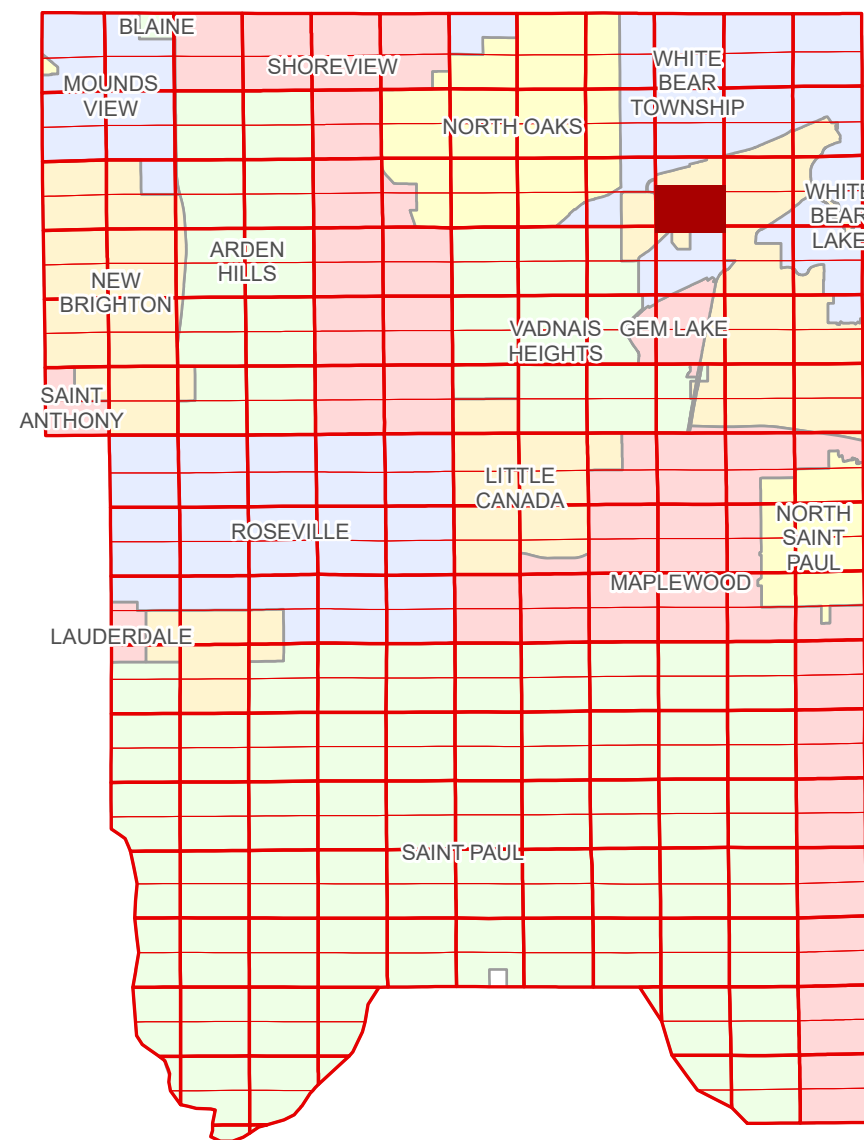 BLAINE
SHOREVIEW
WHITE
BEAR
TOWNSHIP
MOUNDS
VIEW
NORTH OAKS
WHITE
BEAR
LAKE
ARDEN
HILLS
NEW
BRIGHTON
VADNAIS
HEIGHTS
GEM LAKE
SAINT
ANTHONY
LITTLE
CANADA
NORTH
SAINT
PAUL
ROSEVILLE
MAPLEWOOD
LAUDERDALE
SAINT PAUL